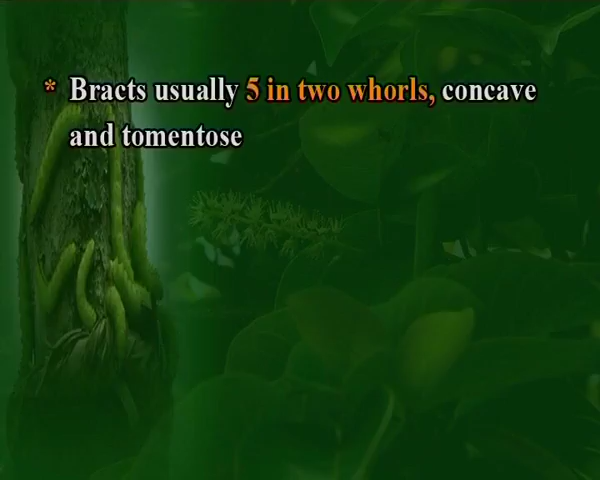 * Bracts usually 5 in two whorls, concave
and tomentose